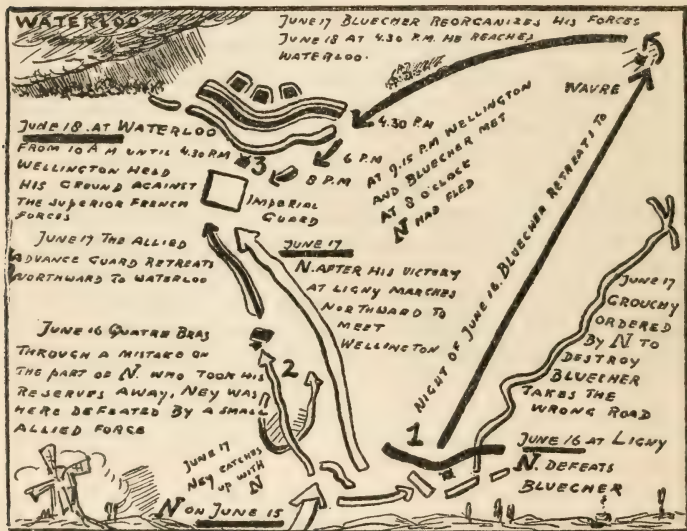 WATERLOO
JUNE 17 BLUECHER REORGANIZES HIS FORCES
JUNE 18 AT 4.30 P.M. HE REACHES
WATERLOO.
WAVRE
JUNE 18. AT WATERLOO
FROM 10 A M UNTIL 4.30 P.M
WELLINGTON HELD
HIS GROUND AGAINST
THE SUPERIOR FRENCH
FORCES
3
4.30 P.M
6 P.M
8 P.M
AT 9.15 P.M WELLINGTON
AND BLUECHER MET
AT 8 O'CLOCK
N HAD FLED
IMPERIAL
GUARD
JUNE 17 THE ALLIED
ADVANCE GUARD RETREATS
NORTHWARD TO WATERLOO
JUNE 17
N. AFTER HIS VICTORY
AT LIGNY MARCHES
NORTHWARD TO
MEET
WELLINGTON
NIGHT OF JUNE 16. BLUECHER RETREATS TO
JUNE 17
GROUCHY
ORDERED
BY N TO
DESTROY
BLUECHER
TAKES THE
WRONG ROAD
JUNE 16 QUATRE BRAS
THROUGH A MISTAKE ON
THE PART OF N. WHO TOOK HIS
RESERVES AWAY, NEY WAS
HERE DEFEATED BY A SMALL
ALLIED FORCE
2
JUNE 17
NEY CATCHES
UP WITH
N
1
JUNE 16 AT LIGNY
N. DEFEATS
BLUECHER
N ON JUNE 15